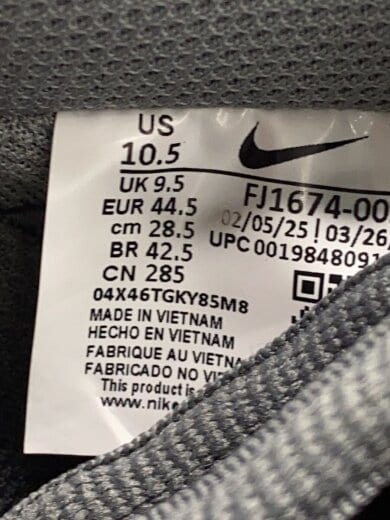 US
10.5
UK 9.5
EUR 44.5
cm 28.5
BR 42.5
CN 285
FJ1674-00
02/05/25 | 03/26/
UPC 0019848091
04X46TGKY85M8
MADE IN VIETNAM
HECHO EN VIETNAM
FABRIQUE AU VIETNA
FABRICADO NO VI
This product is
www.nike